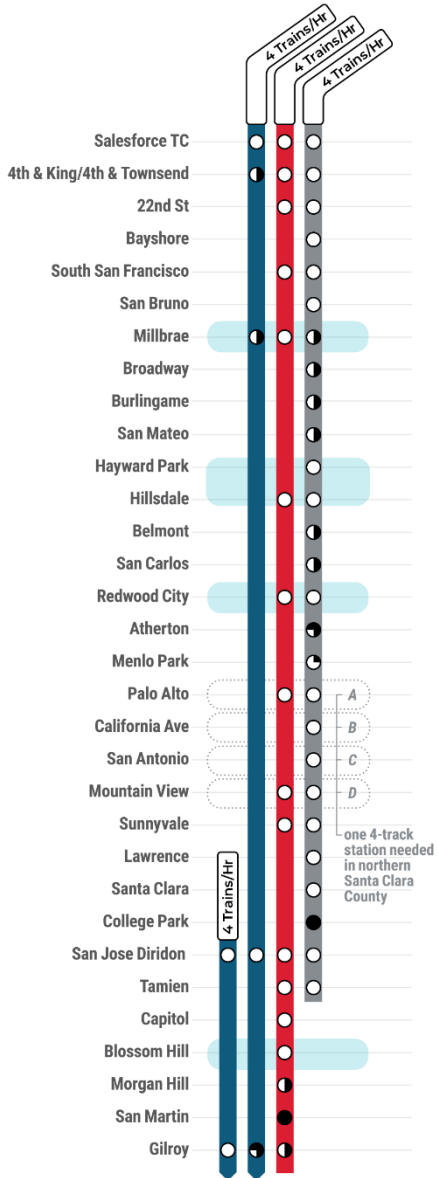 4 Trains/Hr
4 Trains/Hr
4 Trains/Hr
Salesforce TC
4th & King/4th & Townsend
22nd St
Bayshore
South San Francisco
San Bruno
Millbrae
Broadway
Burlingame
San Mateo
Hayward Park
Hillsdale
Belmont
San Carlos
Redwood City
Atherton
Menlo Park
Palo Alto
A
California Ave
B
San Antonio
C
Mountain View
D
Sunnyvale
one 4-track
station needed
in northern
Santa Clara
County
Lawrence
Santa Clara
College Park
4 Trains/Hr
San Jose Diridon
Tamien
Capitol
Blossom Hill
Morgan Hill
San Martin
Gilroy